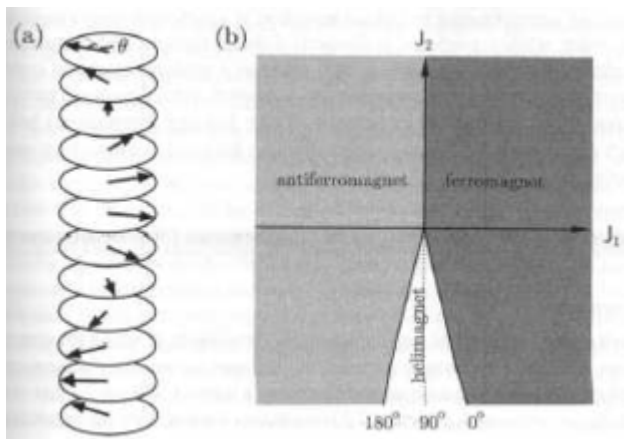 (a)
θ
(b)
J₂
antiferromagnet
ferromagnet
J₁
helimagnet
180° 90° 0°